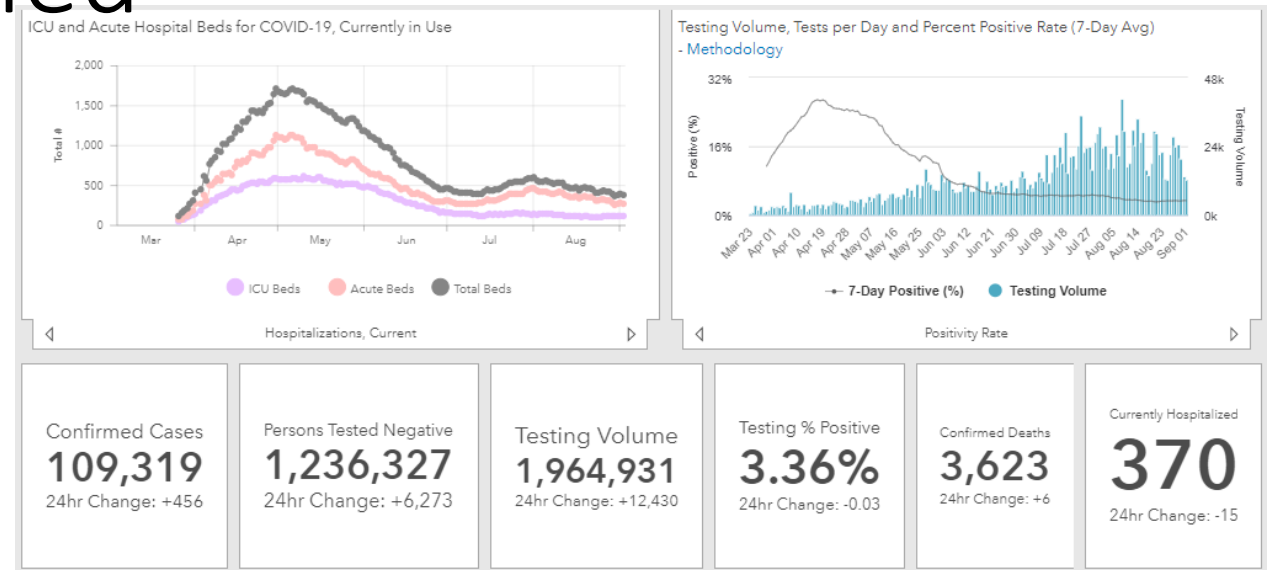 ICU and Acute Hospital Beds for COVID-19, Currently in Use
2,000
1,500
1,000
500
0
Total #
Mar Apr May Jun Jul Aug
ICU Beds Acute Beds Total Beds
Hospitalizations, Current
Testing Volume, Tests per Day and Percent Positive Rate (7-Day Avg)
- Methodology
32% 48k
16% 24k
0% 0k
Positive (%)
Testing Volume
Mar 23 Apr 01 Apr 10 Apr 19 Apr 28 May 07 May 16 May 25 Jun 03 Jun 12 Jun 21 Jun 30 Jul 09 Jul 18 Jul 27 Aug 05 Aug 14 Aug 23 Sep 01
7-Day Positive (%) Testing Volume
Positivity Rate
Confirmed Cases
109,319
24hr Change: +456
Persons Tested Negative
1,236,327
24hr Change: +6,273
Testing Volume
1,964,931
24hr Change: +12,430
Testing % Positive
3.36%
24hr Change: -0.03
Confirmed Deaths
3,623
24hr Change: +6
Currently Hospitalized
370
24hr Change: -15